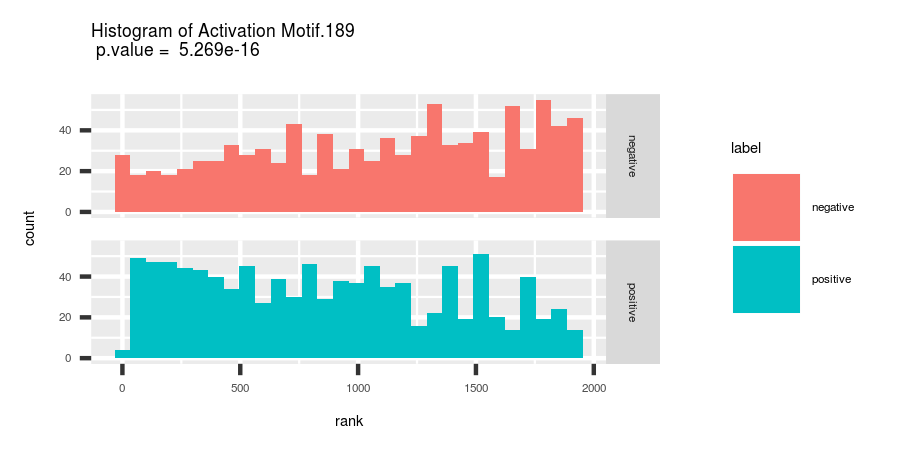 Histogram of Activation Motif.189
p.value = 5.269e-16
count
40
20
0
negative
40
20
0
positive
0
500
1000
1500
2000
rank
label
negative
positive